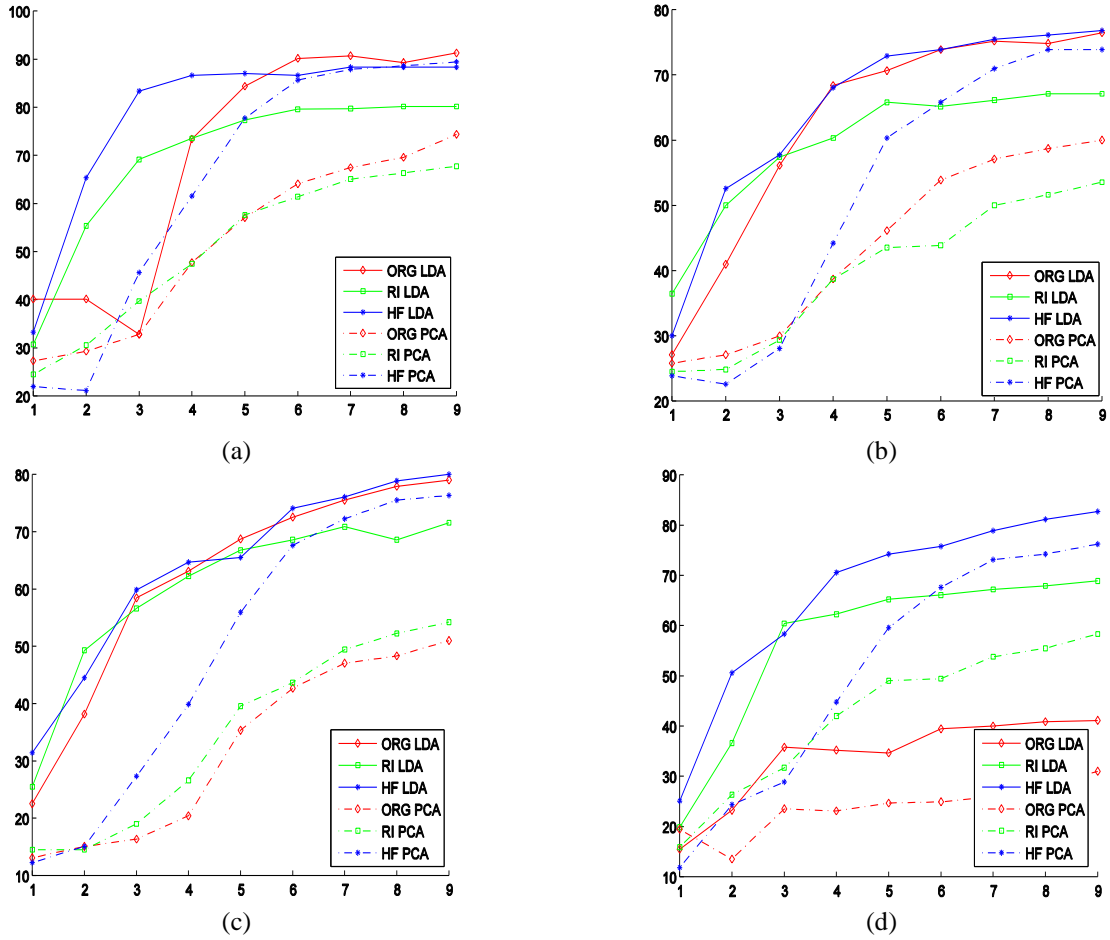 100
90
80
70
60
50
40
30
20
1 2 3 4 5 6 7 8 9
ORG LDA
RI LDA
HF LDA
ORG PCA
RI PCA
HF PCA
(a)
80
70
60
50
40
30
20
1 2 3 4 5 6 7 8 9
ORG LDA
RI LDA
HF LDA
ORG PCA
RI PCA
HF PCA
(b)
80
70
60
50
40
30
20
10
1 2 3 4 5 6 7 8 9
ORG LDA
RI LDA
HF LDA
ORG PCA
RI PCA
HF PCA
(c)
90
80
70
60
50
40
30
20
10
1 2 3 4 5 6 7 8 9
ORG LDA
RI LDA
HF LDA
ORG PCA
RI PCA
HF PCA
(d)